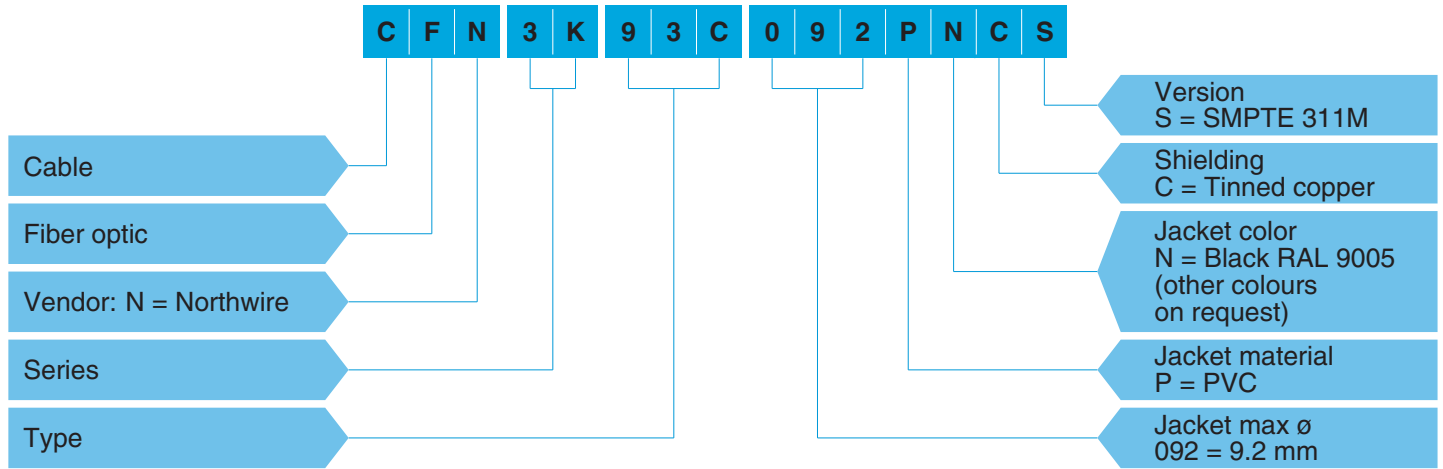 C F N 3 K 9 3 C 0 9 2 P N C S
Cable
Fiber optic
Vendor: N = Northwire
Series
Type
Version
S = SMPTE 311M
Shielding
C = Tinned copper
Jacket color
N = Black RAL 9005
(other colours
on request)
Jacket material
P = PVC
Jacket max ø
092 = 9.2 mm